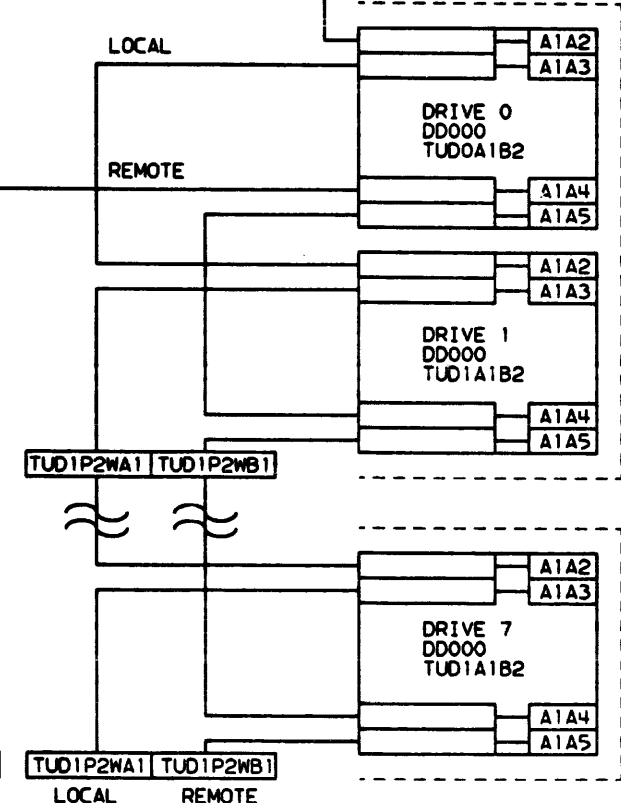 A1A2
LOCAL
A1A3
DRIVE 0
DD000
TUD0A1B2
REMOTE
A1A4
A1A5
A1A2
A1A3
DRIVE 1
DD000
TUD1A1B2
A1A4
A1A5
TUD1P2WA1 TUD1P2WB1
A1A2
A1A3
DRIVE 7
DD000
TUD1A1B2
A1A4
A1A5
TUD1P2WA1 TUD1P2WB1
LOCAL REMOTE